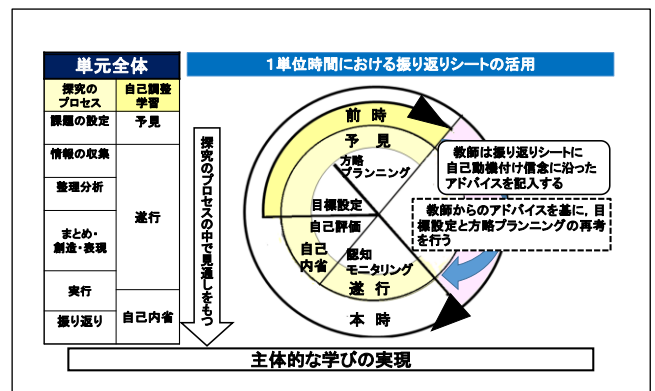 単元全体
探究の
プロセス
自己調整
学習
課題の設定
予見
情報の収集
整理分析
まとめ・
創造・表現
実行
振り返り
遂行
自己内省
探究のプロセスの中で見通しをもつ
1単位時間における振り返りシートの活用
前時
予見
方略
プランニング
目標設定
自己評価
自己
内省
認知
モニタリング
遂行
本時
教師は振り返りシートに
自己動機付け信念に沿った
アドバイスを記入する
教師からのアドバイスを基に，目
標設定と方略プランニングの再考
を行う
主体的な学びの実現